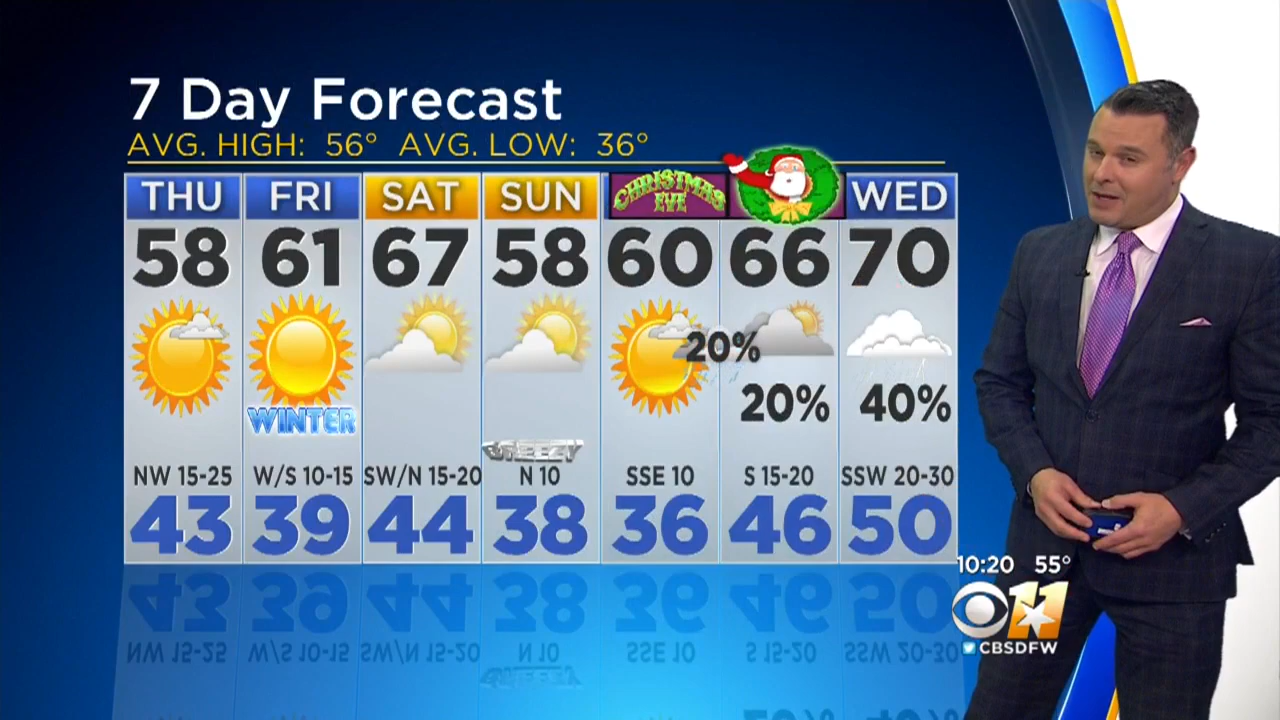 7 Day Forecast
AVG. HIGH: 56° AVG. LOW: 36°
THU FRI SAT SUN CHRISTMAS EVE WED
58 61 67 58 60 66 70
20%
WINTER 20% 40%
BREEZY
NW 15-25 W/S 10-15 SW/N 15-20 N 10 SSE 10 S 15-20 SSW 20-30
43 39 44 38 36 46 50
10:20 55°
11
CBSDFW